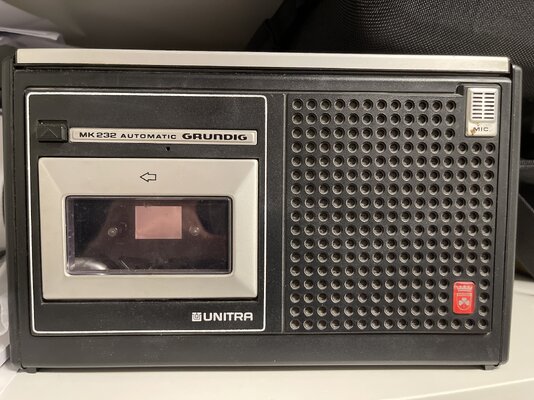 MK 232 AUTOMATIC GRUNDIG
MIC.
UNITRA